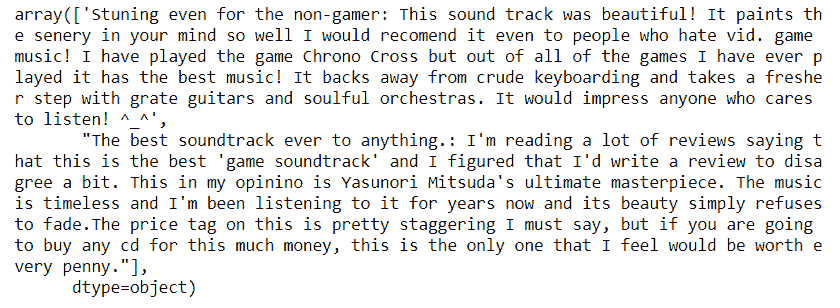 array(['Stuning even for the non-gamer: This sound track was beautiful! It paints th
e senery in your mind so well I would recomend it even to people who hate vid. game
music! I have played the game Chrono Cross but out of all of the games I have ever p
layed it has the best music! It backs away from crude keyboarding and takes a freshe
r step with grate guitars and soulful orchestras. It would impress anyone who cares
to listen! ^_^',
"The best soundtrack ever to anything.: I'm reading a lot of reviews saying t
hat this is the best 'game soundtrack' and I figured that I'd write a review to disa
gree a bit. This in my opinino is Yasunori Mitsuda's ultimate masterpiece. The music
is timeless and I'm been listening to it for years now and its beauty simply refuses
to fade.The price tag on this is pretty staggering I must say, but if you are going
to buy any cd for this much money, this is the only one that I feel would be worth e
very penny."],
dtype=object)